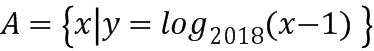 A = {x|y = log₂₀₁₈(x−1) }